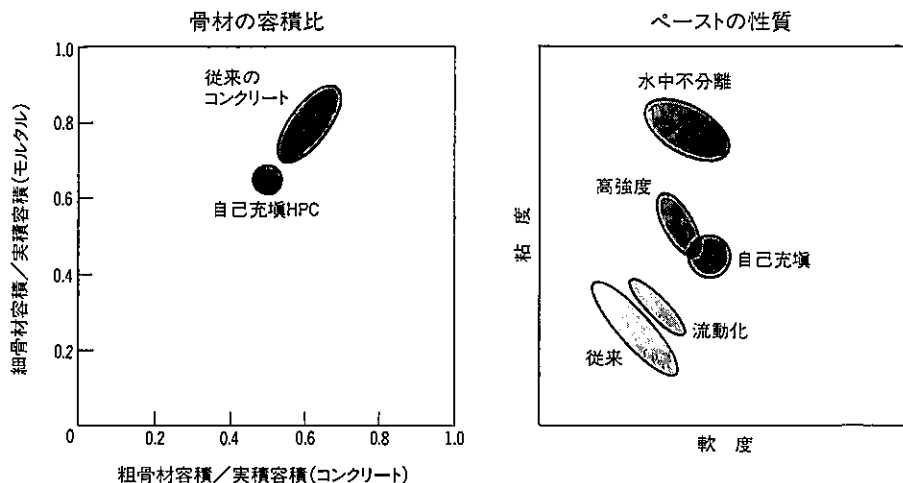 骨材の容積比
1.0
0.8
0.6
0.4
0.2
0
0.2
0.4
0.6
0.8
1.0
細骨材容積／実積容積(モルタル)
粗骨材容積／実積容積(コンクリート)
従来の
コンクリート
自己充塡HPC
ペーストの性質
水中不分離
高強度
自己充塡
流動化
従来
粘度
軟度